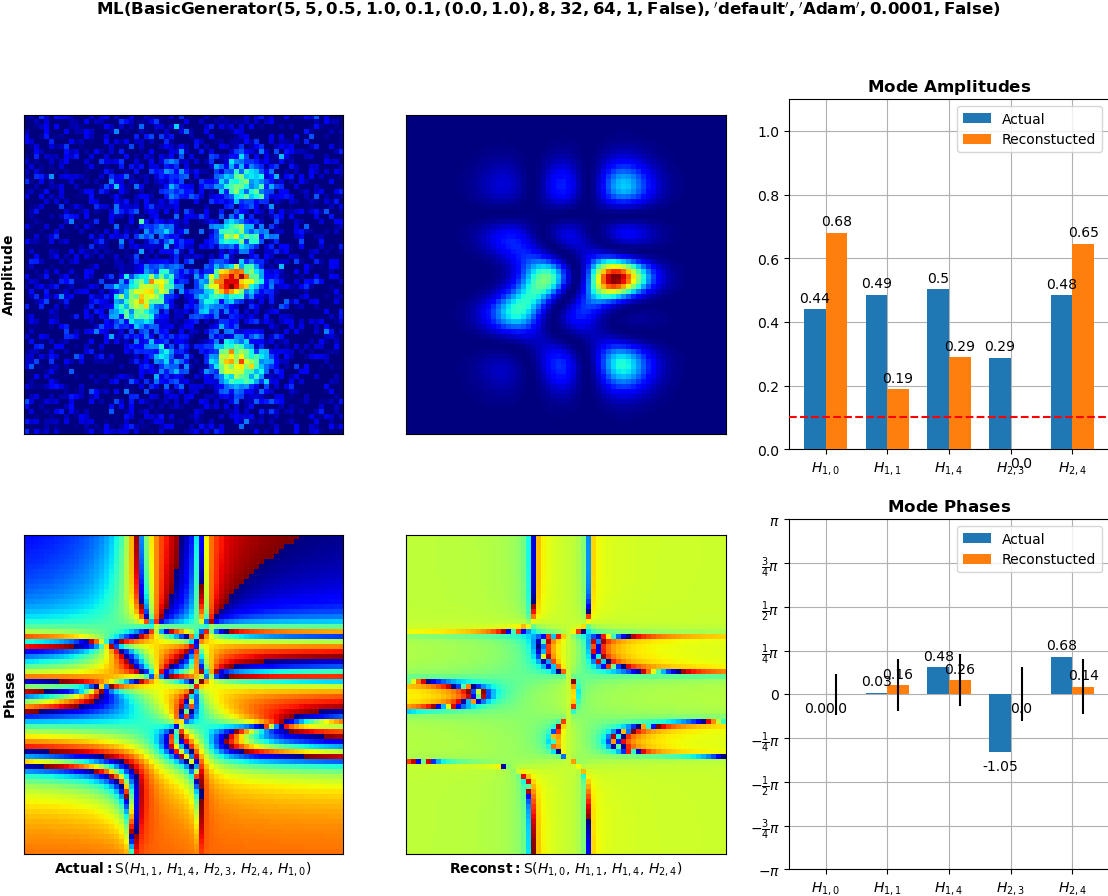 ML(BasicGenerator(5, 5, 0.5, 1.0, 0.1, (0.0, 1.0), 8, 32, 64, 1, False), ′default′, ′Adam′, 0.0001, False)
Amplitude
Mode Amplitudes
Actual
Reconstucted
1.0
0.8
0.6
0.4
0.2
0.0
0.44 0.68 0.49 0.19 0.5 0.29 0.29 0.0 0.48 0.65
H1,0 H1,1 H1,4 H2,3 H2,4
Phase
Mode Phases
Actual
Reconstucted
π
3/4π
1/2π
1/4π
0
−1/4π
−1/2π
−3/4π
−π
0.03 0.16 0.48 0.26 -1.05 0.68 0.14
H1,0 H1,1 H1,4 H2,3 H2,4
Actual: S(H1,1, H1,4, H2,3, H2,4, H1,0)
Reconst: S(H1,0, H1,1, H1,4, H2,4)